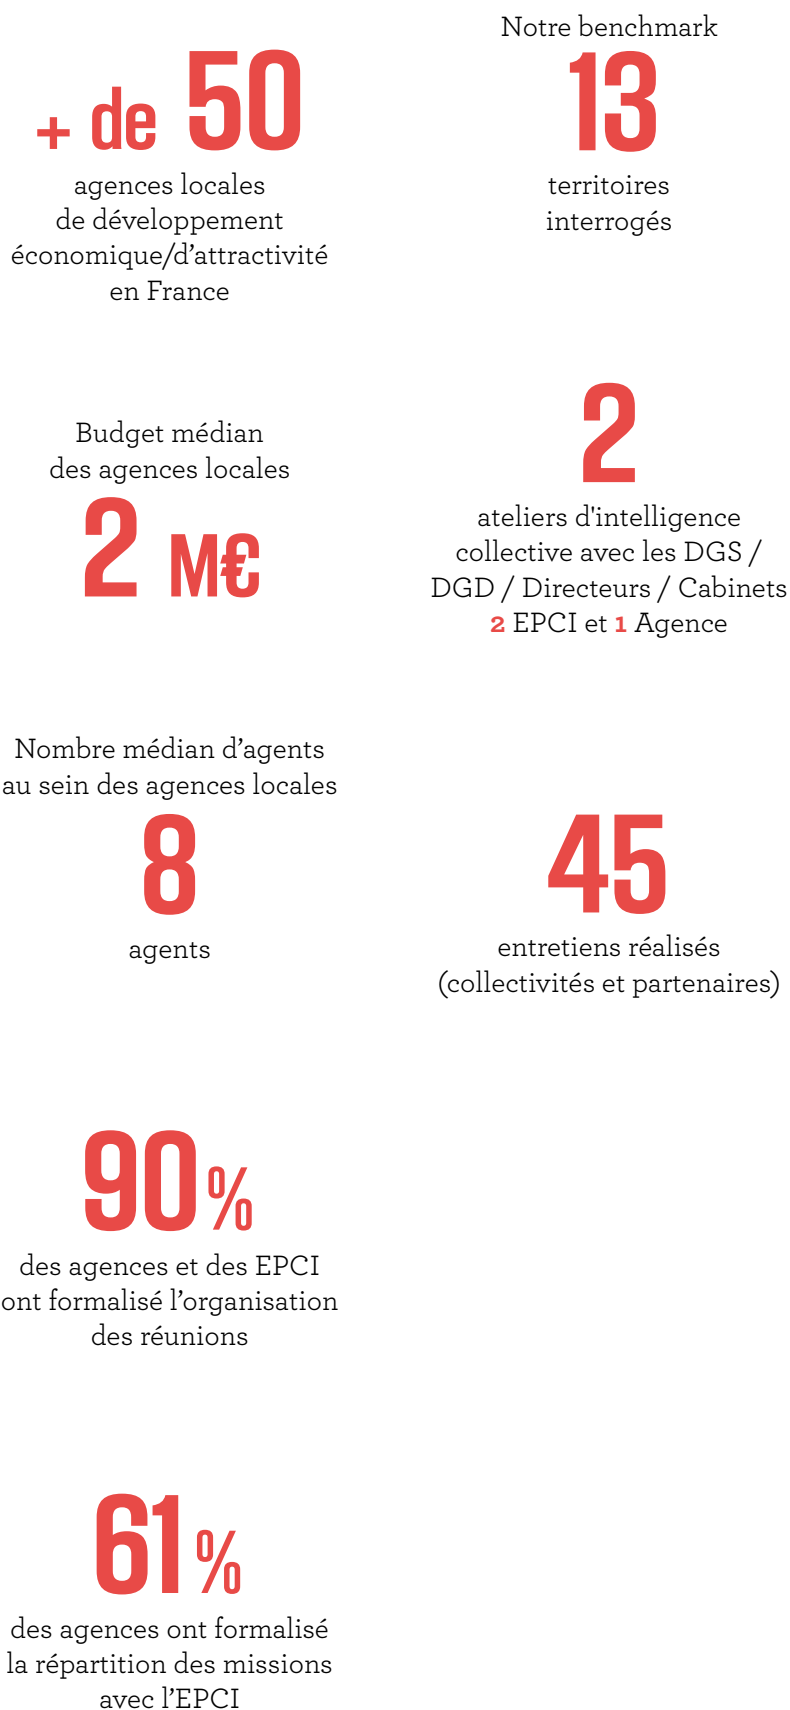 + de 50
agences locales
de développement
économique/d’attractivité
en France
Budget médian
des agences locales
2 M€
Nombre médian d’agents
au sein des agences locales
8
agents
90%
des agences et des EPCI
ont formalisé l’organisation
des réunions
61%
des agences ont formalisé
la répartition des missions
avec l’EPCI
Notre benchmark
13
territoires
interrogés
2
ateliers d'intelligence
collective avec les DGS /
DGD / Directeurs / Cabinets
2 EPCI et 1 Agence
45
entretiens réalisés
(collectivités et partenaires)